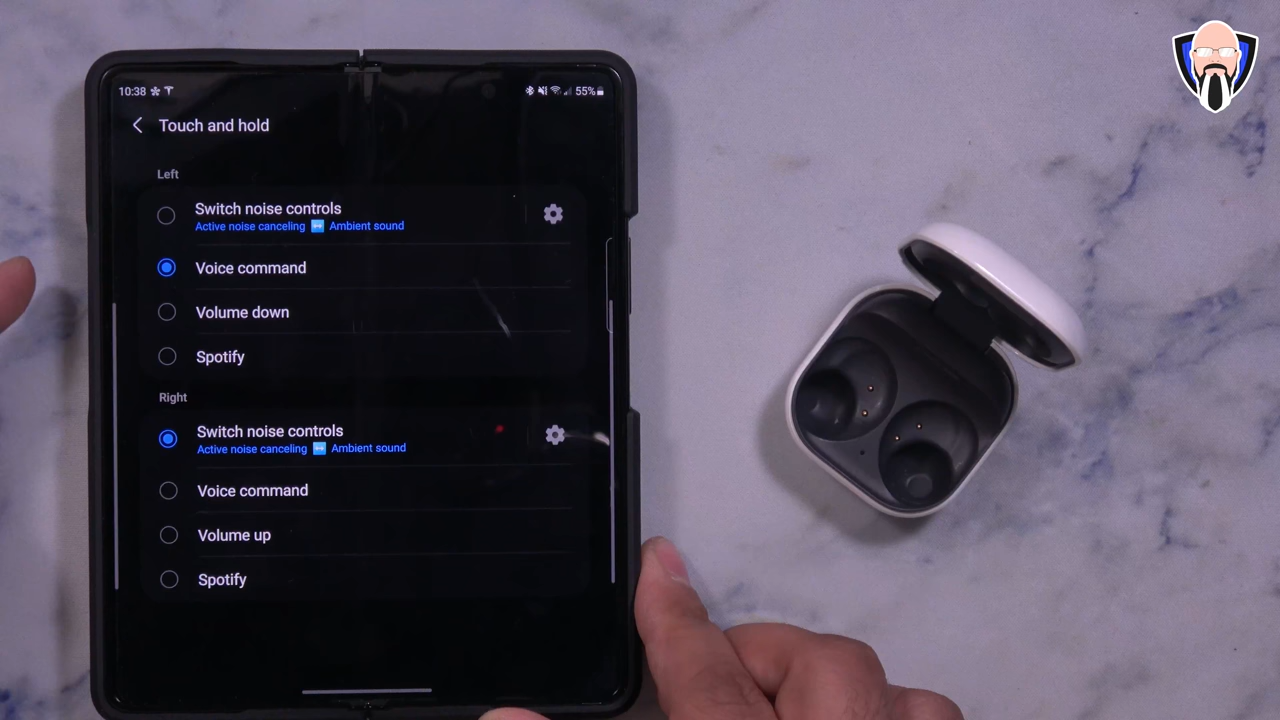 10:38
55%
Touch and hold
Left
Switch noise controls
Active noise canceling ↔ Ambient sound
Voice command
Volume down
Spotify
Right
Switch noise controls
Active noise canceling ↔ Ambient sound
Voice command
Volume up
Spotify